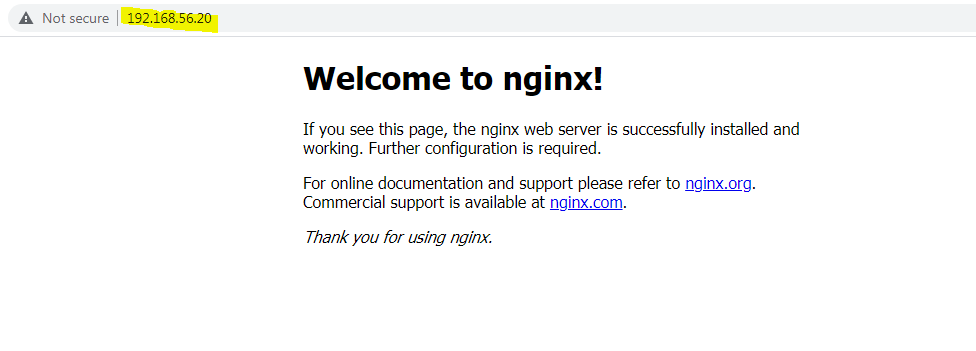 Not secure | 192.168.56.20
Welcome to nginx!
If you see this page, the nginx web server is successfully installed and
working. Further configuration is required.
For online documentation and support please refer to nginx.org.
Commercial support is available at nginx.com.
Thank you for using nginx.